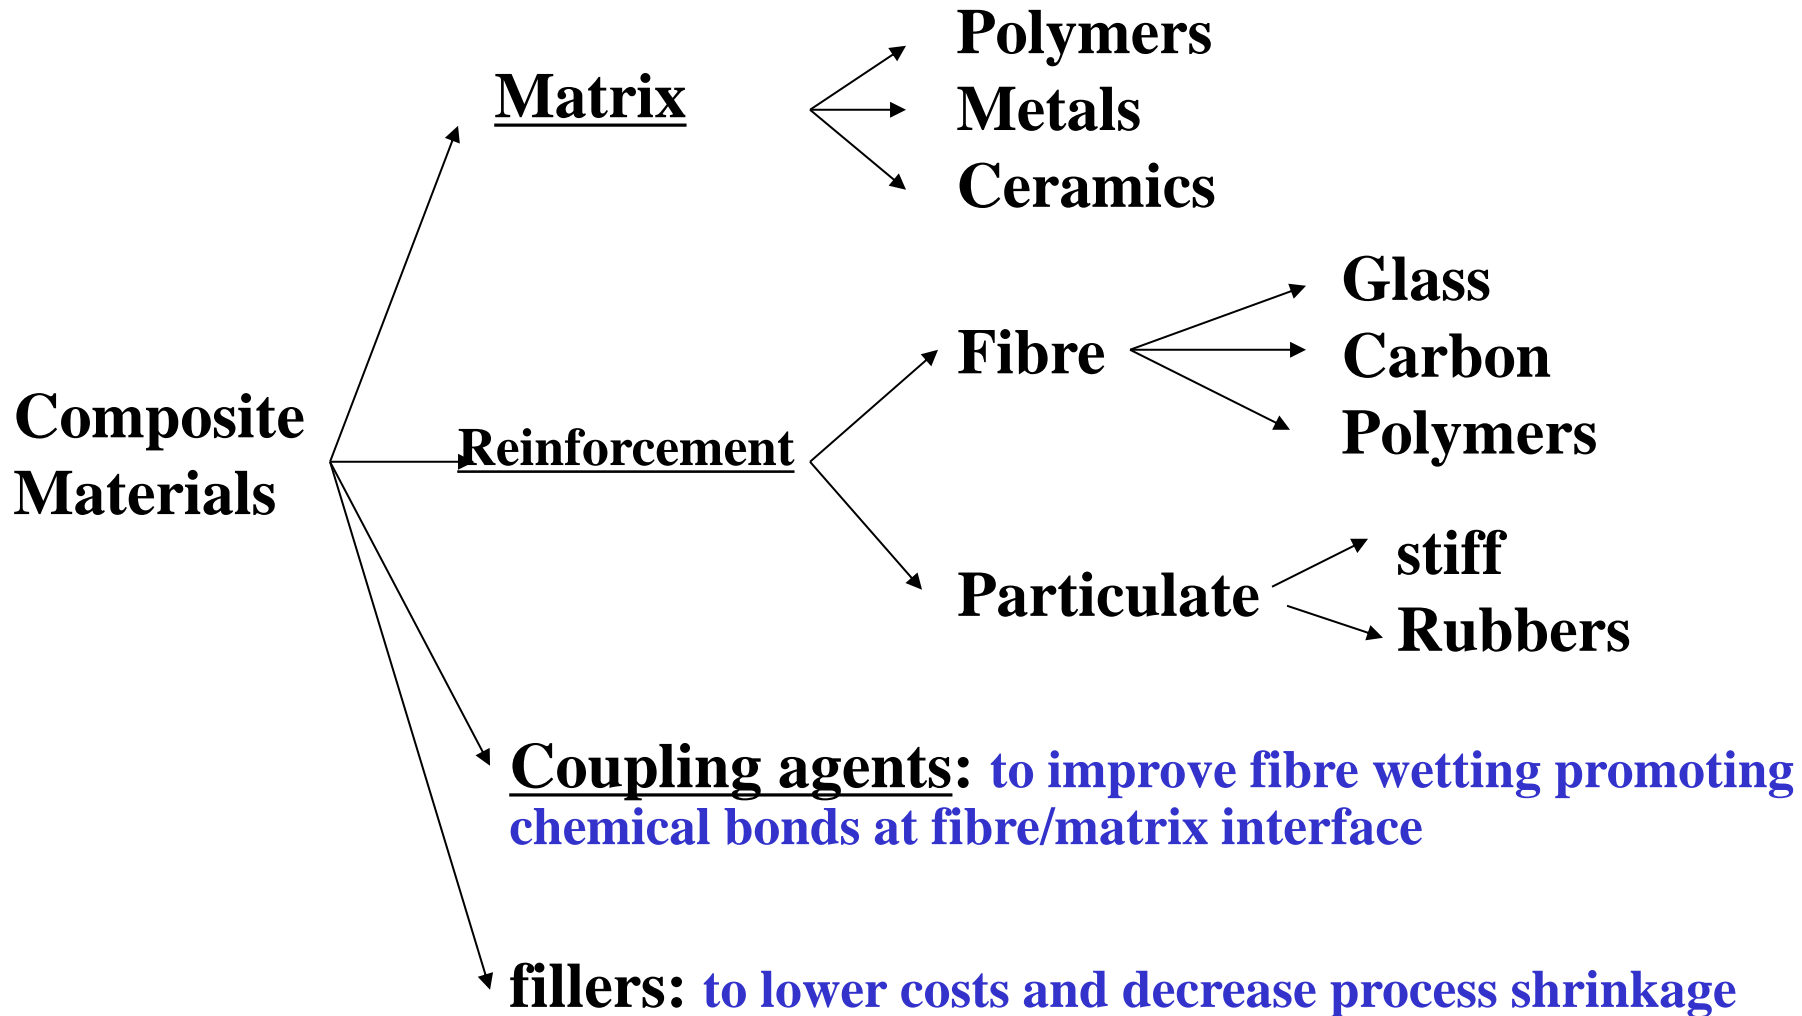 Polymers
Matrix
Metals
Ceramics
Glass
Fibre
Carbon
Composite
Polymers
Reinforcement
Materials
stiff
Particulate
Rubbers
Coupling agents: to improve fibre wetting promoting
chemical bonds at fibre/matrix interface
fillers: to lower costs and decrease process shrinkage